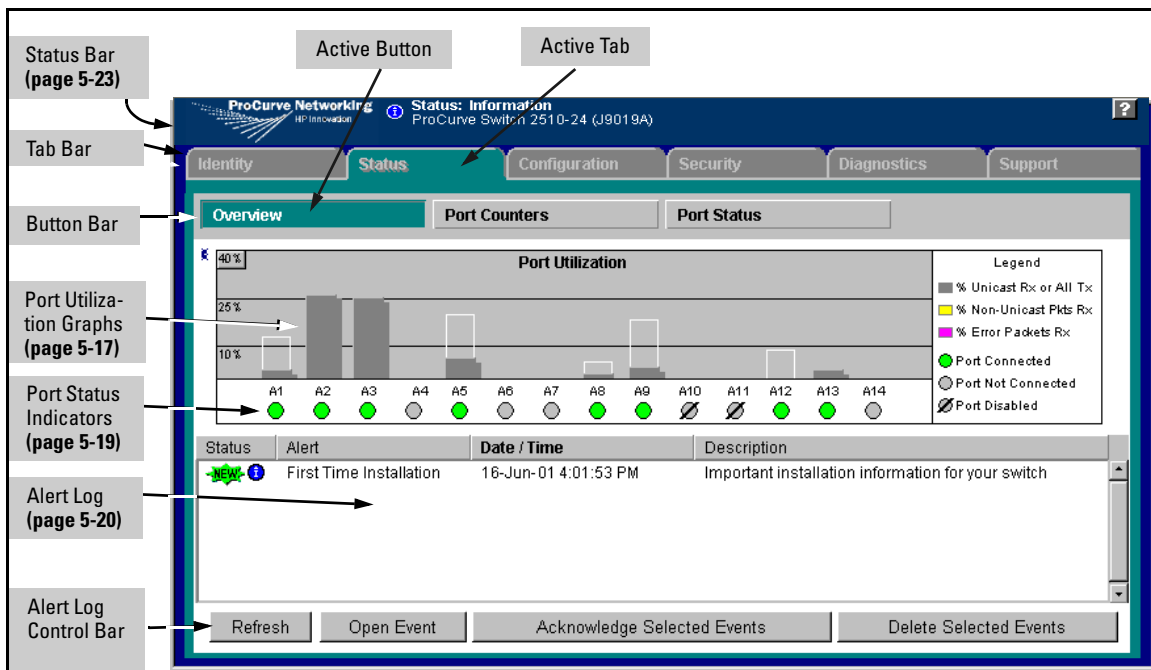 Active Button
Active Tab
Status Bar
(page 5-23)
ProCurve Networking
HP Innovation
Status: Information
ProCurve Switch 2510-24 (J9019A)
?
Tab Bar
Identity
Status
Configuration
Security
Diagnostics
Support
Button Bar
Overview
Port Counters
Port Status
40%
Port Utilization
Legend
% Unicast Rx or All Tx
25%
% Non-Unicast Pkts Rx
% Error Packets Rx
10%
Port Utiliza-
tion Graphs
(page 5-17)
Port Connected
Port Not Connected
Port Disabled
A1 A2 A3 A4 A5 A6 A7 A8 A9 A10 A11 A12 A13 A14
Port Status
Indicators
(page 5-19)
Status Alert Date / Time Description
NEW First Time Installation 16-Jun-01 4:01:53 PM Important installation information for your switch
Alert Log
(page 5-20)
Alert Log
Control Bar
Refresh
Open Event
Acknowledge Selected Events
Delete Selected Events